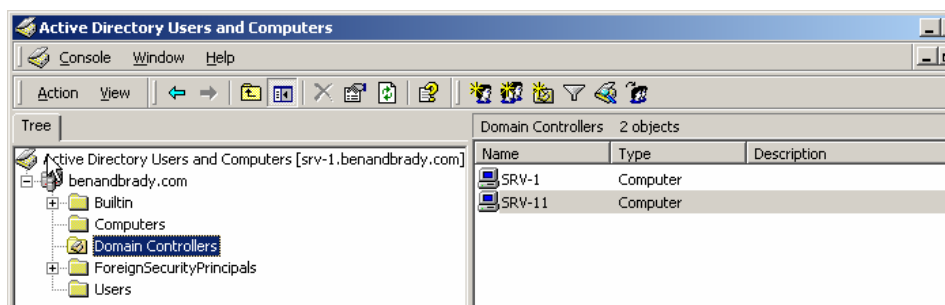 Active Directory Users and Computers
Console Window Help
Action View
Tree
Domain Controllers 2 objects
Active Directory Users and Computers [srv-1.benandbrady.com]
benandbrady.com
Builtin
Computers
Domain Controllers
ForeignSecurityPrincipals
Users
Name Type Description
SRV-1 Computer
SRV-11 Computer